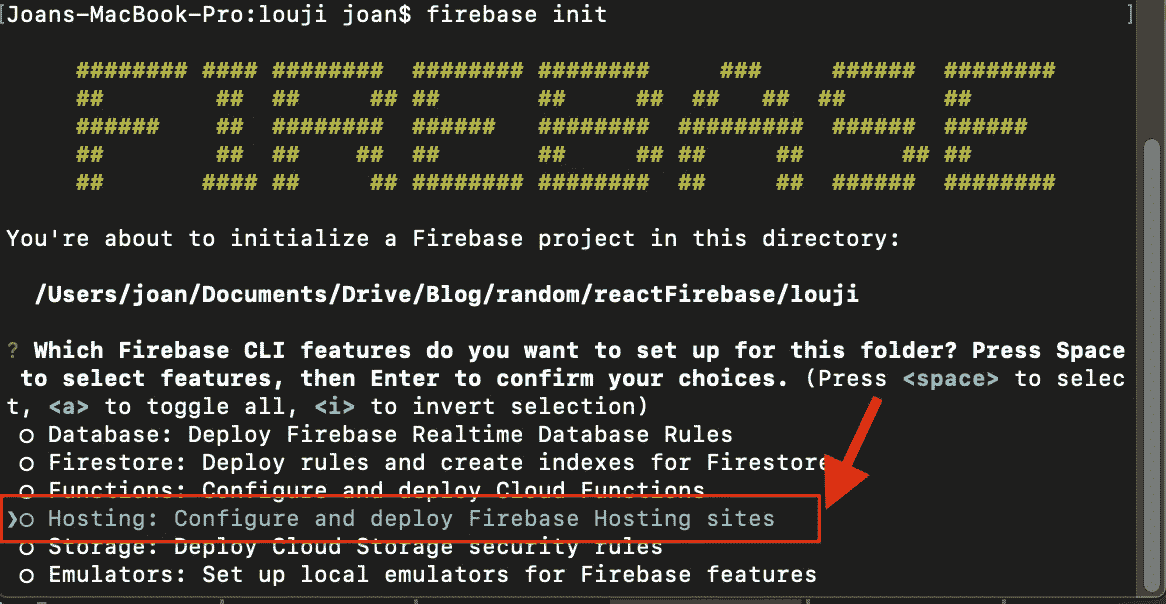 [Joans-MacBook-Pro:louji joan$ firebase init ]
######## #### ######## ######## ######## ### ###### ########
## ## ## ## ## ## ## ## ## ## ##
###### ## ######## ###### ######## ######### ###### ######
## ## ## ## ## ## ## ## ## ## ##
## #### ## ## ######## ######## ## ## ###### ########
You're about to initialize a Firebase project in this directory:
/Users/joan/Documents/Drive/Blog/random/reactFirebase/louji
? Which Firebase CLI features do you want to set up for this folder? Press Space
to select features, then Enter to confirm your choices. (Press <space> to selec
t, <a> to toggle all, <i> to invert selection)
○ Database: Deploy Firebase Realtime Database Rules
○ Firestore: Deploy rules and create indexes for Firestore
○ Functions: Configure and deploy Cloud Functions
❯○ Hosting: Configure and deploy Firebase Hosting sites
○ Storage: Deploy Cloud Storage security rules
○ Emulators: Set up local emulators for Firebase features